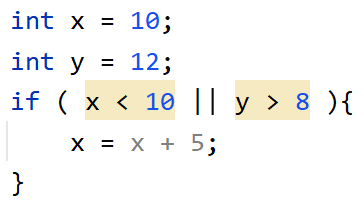 int x = 10;
int y = 12;
if ( x < 10 || y > 8 ){
    x = x + 5;
}